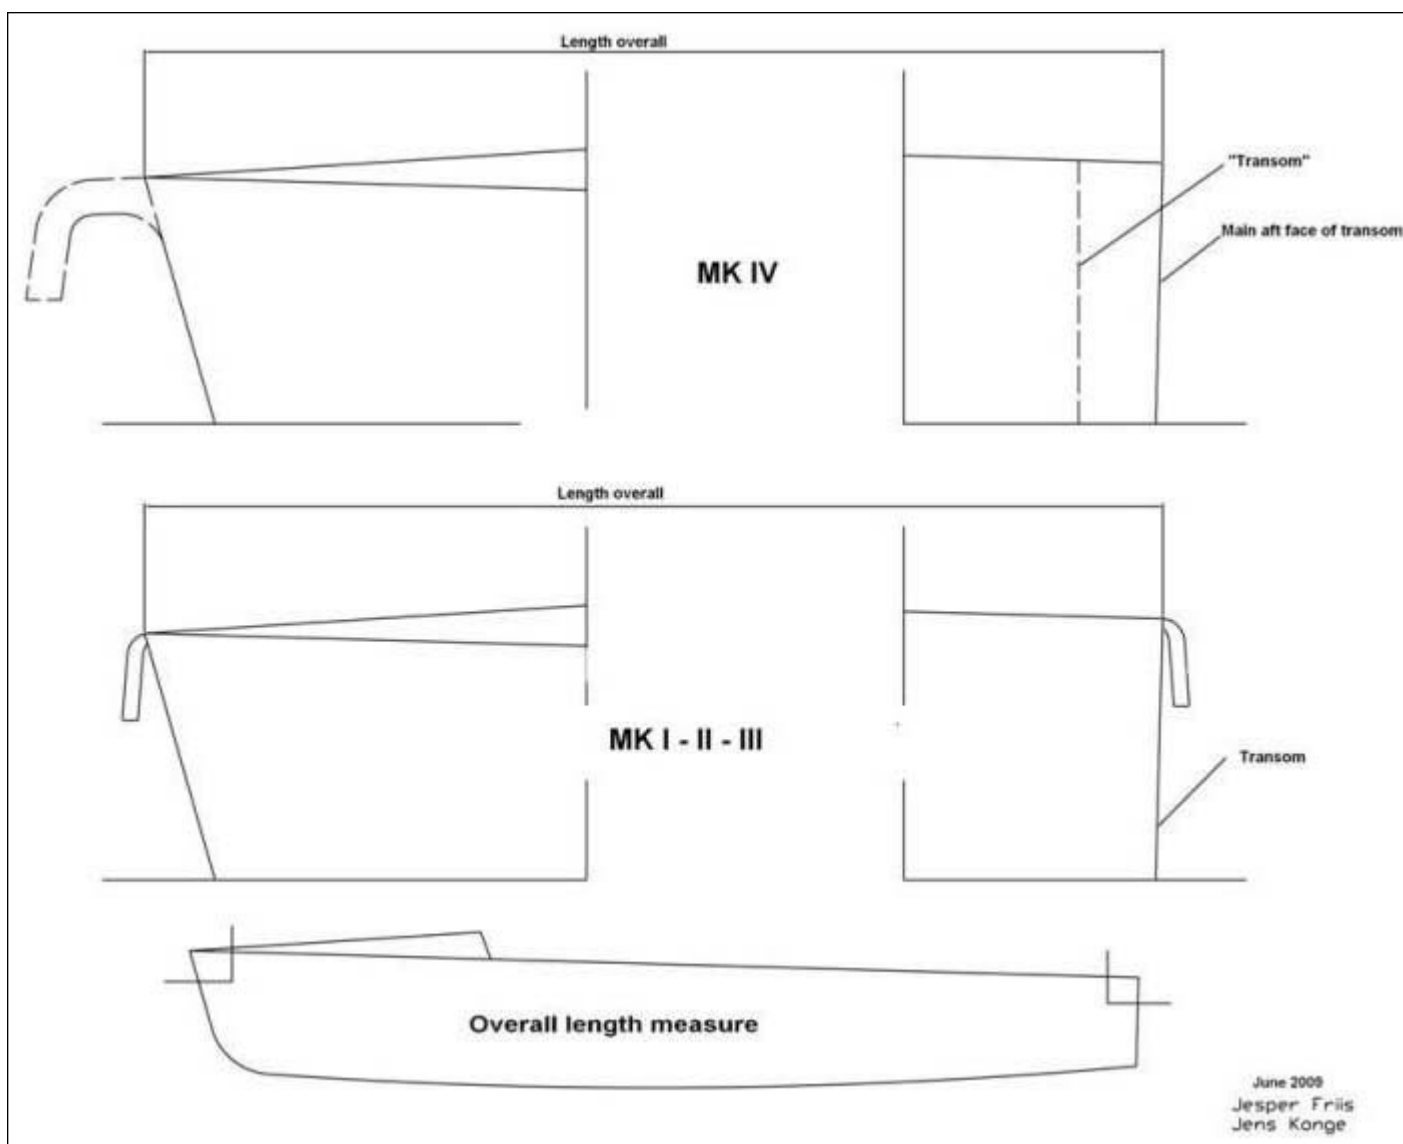 Length overall
"Transom"
Main aft face of transom
MK IV
Length overall
MK I - II - III
Transom
Overall length measure
June 2009
Jesper Friis
Jens Konge